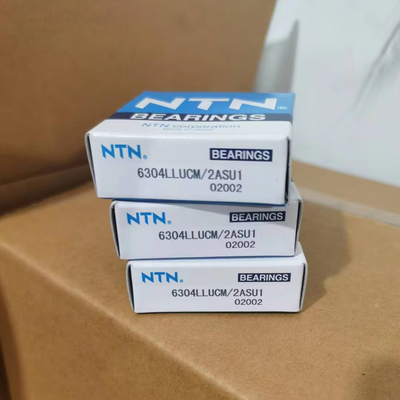 NTN
BEARINGS
NTN corporation
NTN® BEARINGS
6304LLUCM/2ASU1
02002
NTN® BEARINGS
6304LLUCM/2ASU1
02002
NTN® BEARINGS
6304LLUCM/2ASU1
02002